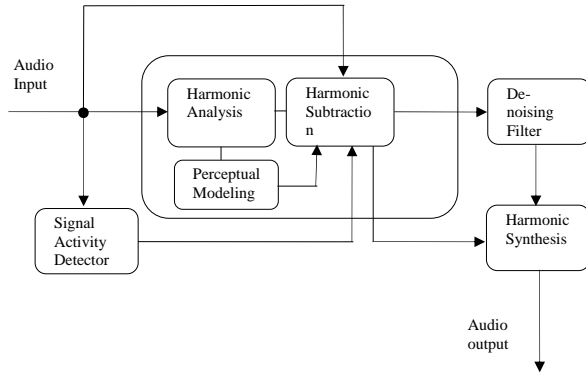 Audio
Input
Harmonic
Analysis
Harmonic
Subtractio
n
De-
noising
Filter
Perceptual
Modeling
Signal
Activity
Detector
Harmonic
Synthesis
Audio
output